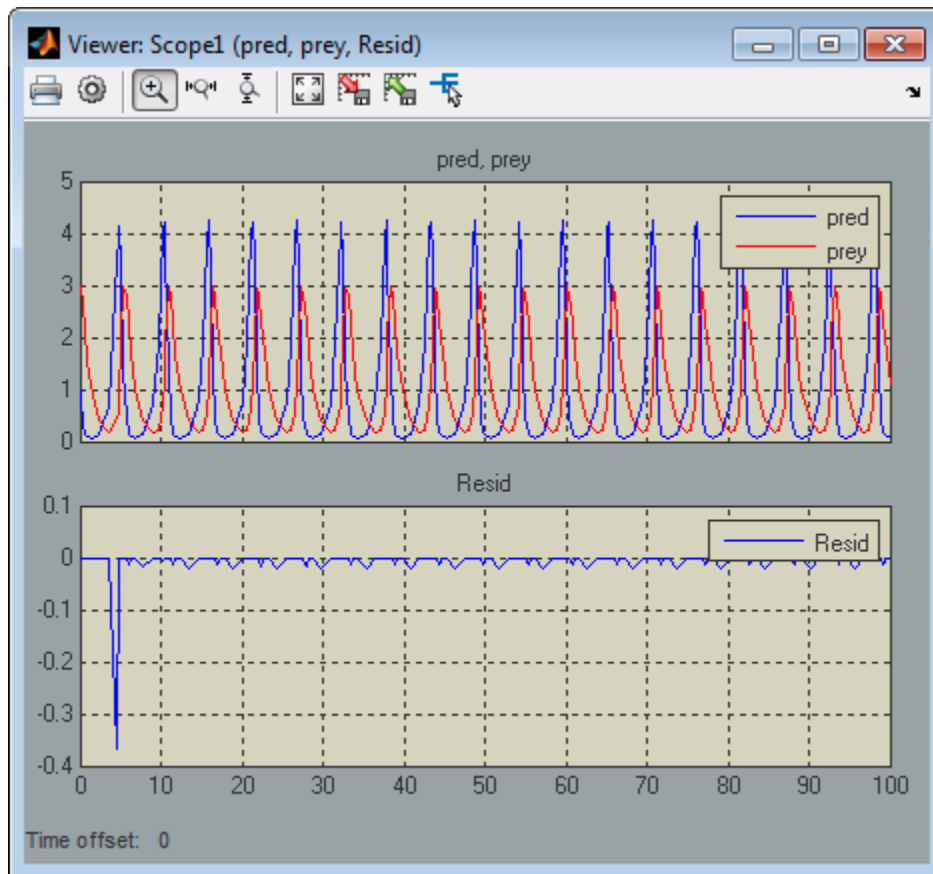 Viewer: Scope1 (pred, prey, Resid)
pred, prey
5
4
3
2
1
0
pred
prey
Resid
0.1
0
-0.1
-0.2
-0.3
-0.4
Resid
0 10 20 30 40 50 60 70 80 90 100
Time offset: 0